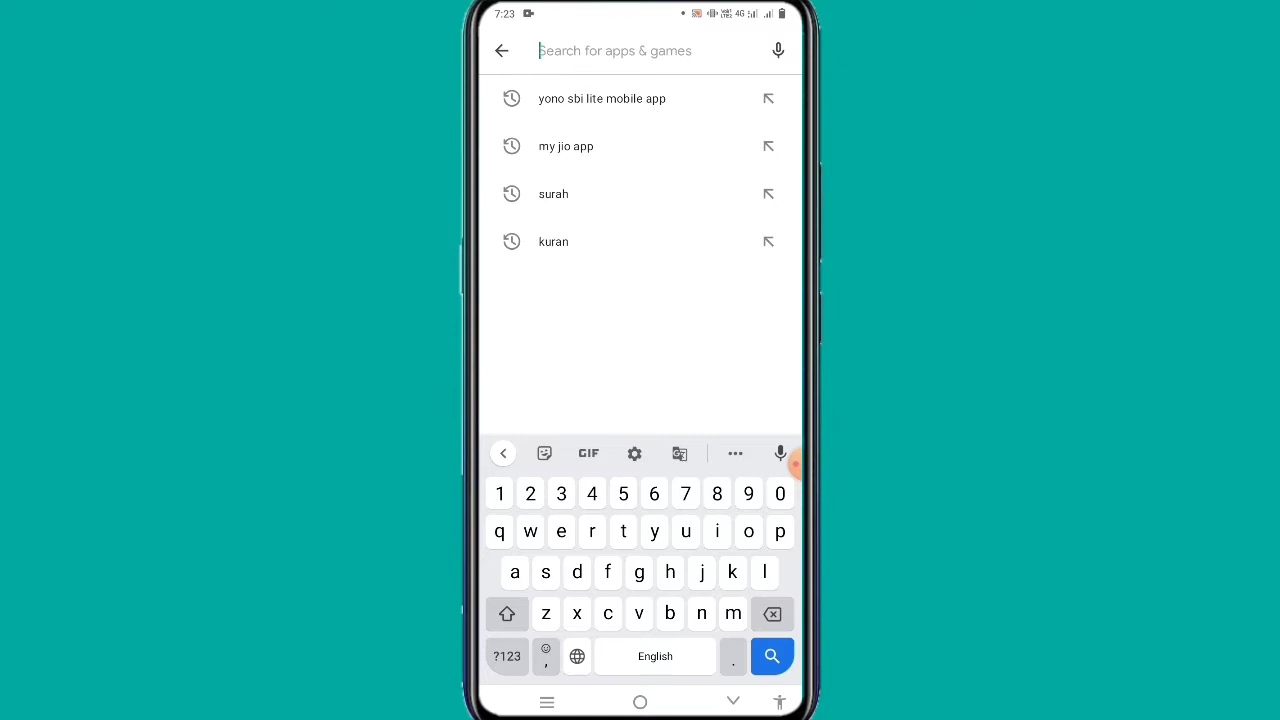 7:23 4G
Search for apps & games
yono sbi lite mobile app
my jio app
surah
kuran
GIF
1 2 3 4 5 6 7 8 9 0
q w e r t y u i o p
a s d f g h j k l
z x c v b n m
?123 , English .